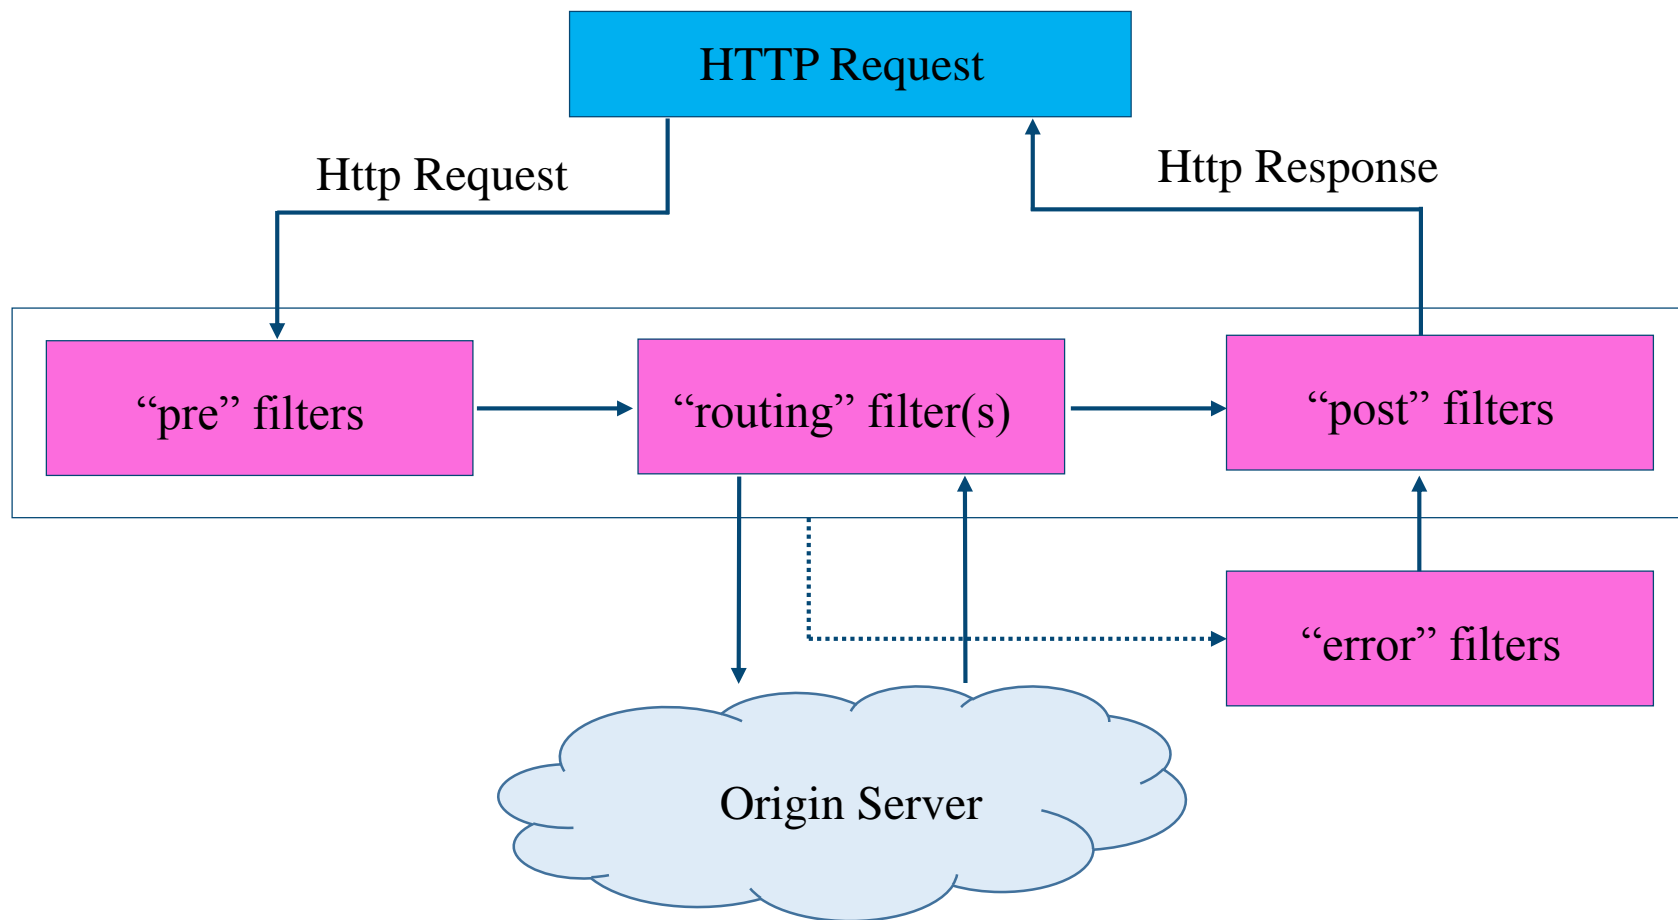 HTTP Request
Http Request
Http Response
“pre” filters
“routing” filter(s)
“post” filters
“error” filters
Origin Server